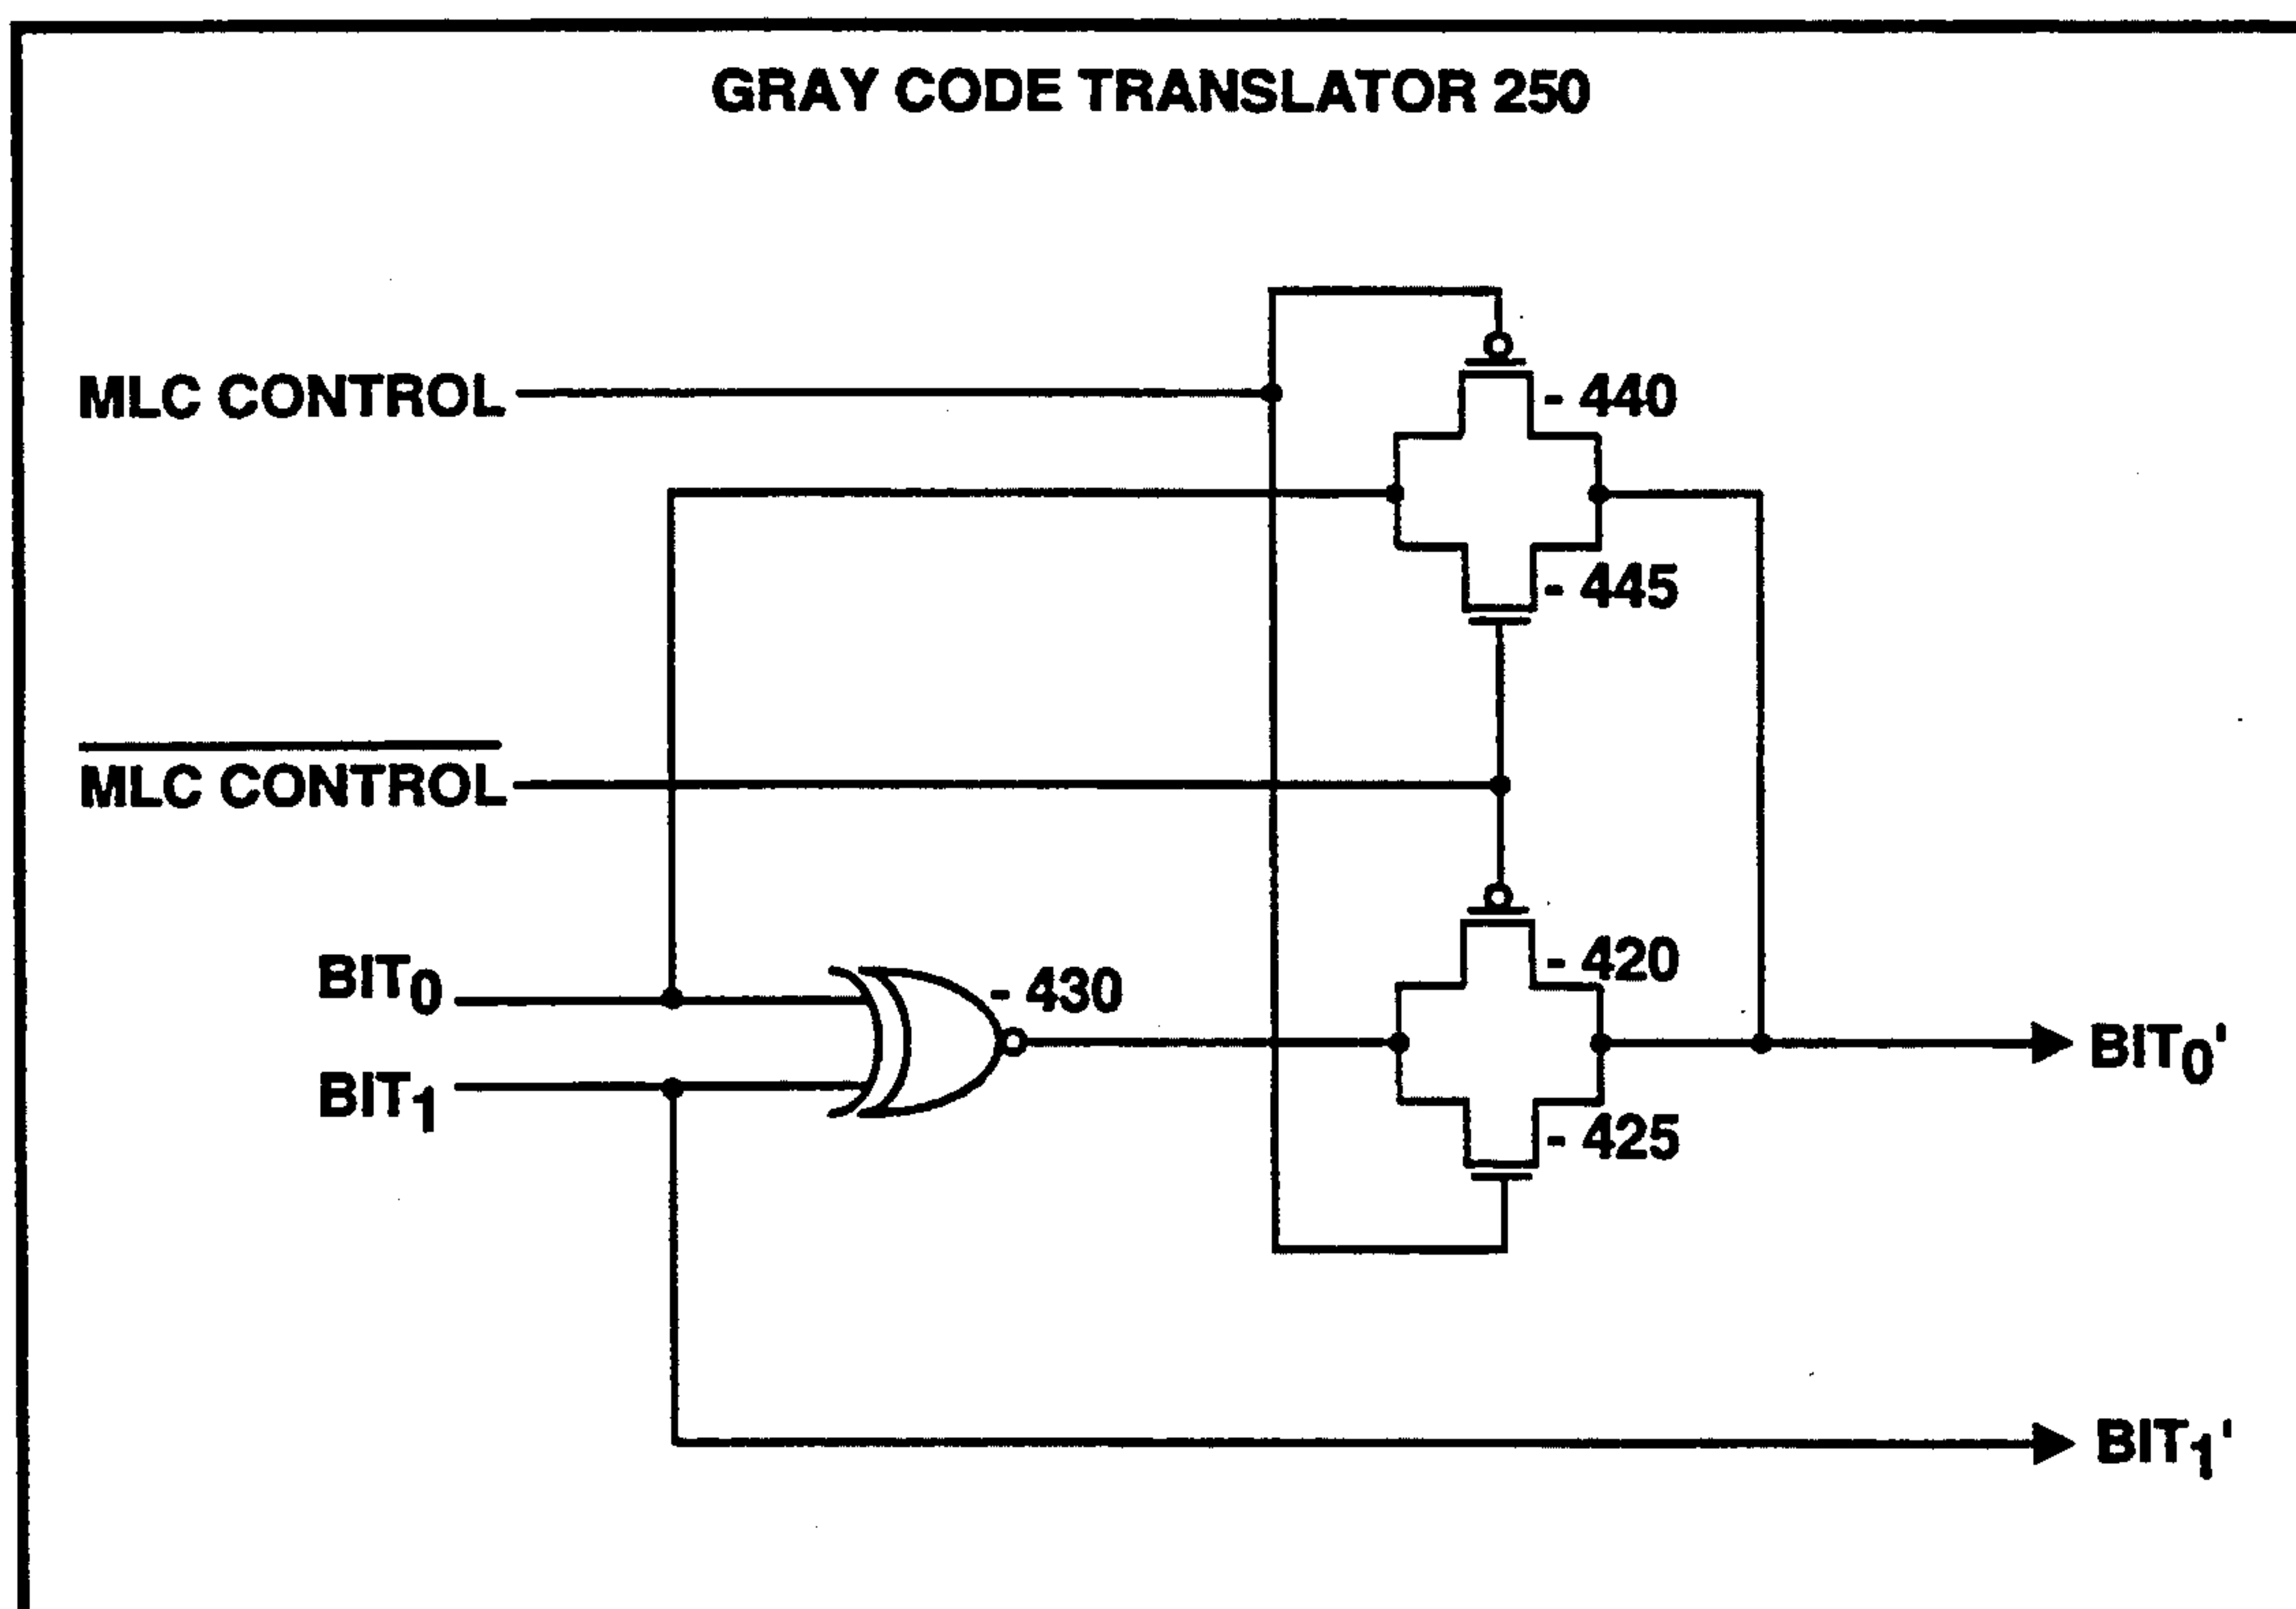 GRAY CODE TRANSLATOR 250
MLC CONTROL
- 440
- 445
MLC CONTROL
- 420
BIT0
- 430
BIT0'
BIT1
- 425
BIT1'